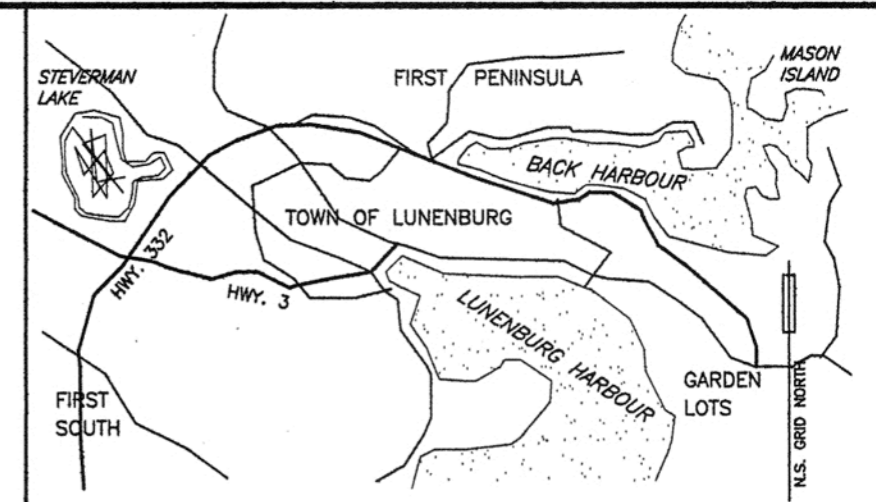 STEVERMAN
LAKE
FIRST PENINSULA
MASON
ISLAND
BACK HARBOUR
TOWN OF LUNENBURG
HWY. 332
HWY. 3
LUNENBURG HARBOUR
FIRST
SOUTH
GARDEN
LOTS
N.S. GRID NORTH